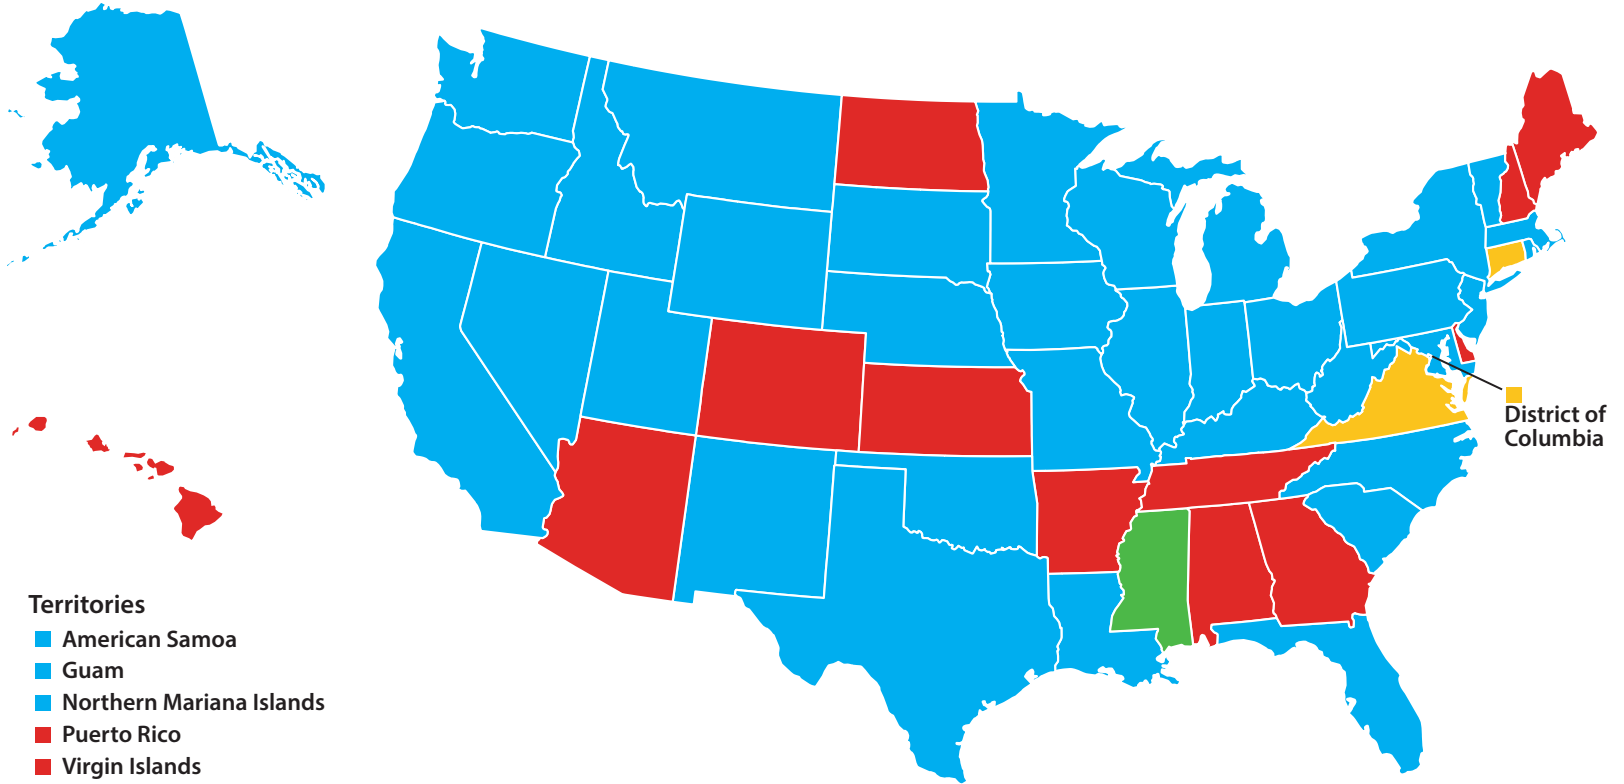 District of
Columbia
Territories
American Samoa
Guam
Northern Mariana Islands
Puerto Rico
Virgin Islands